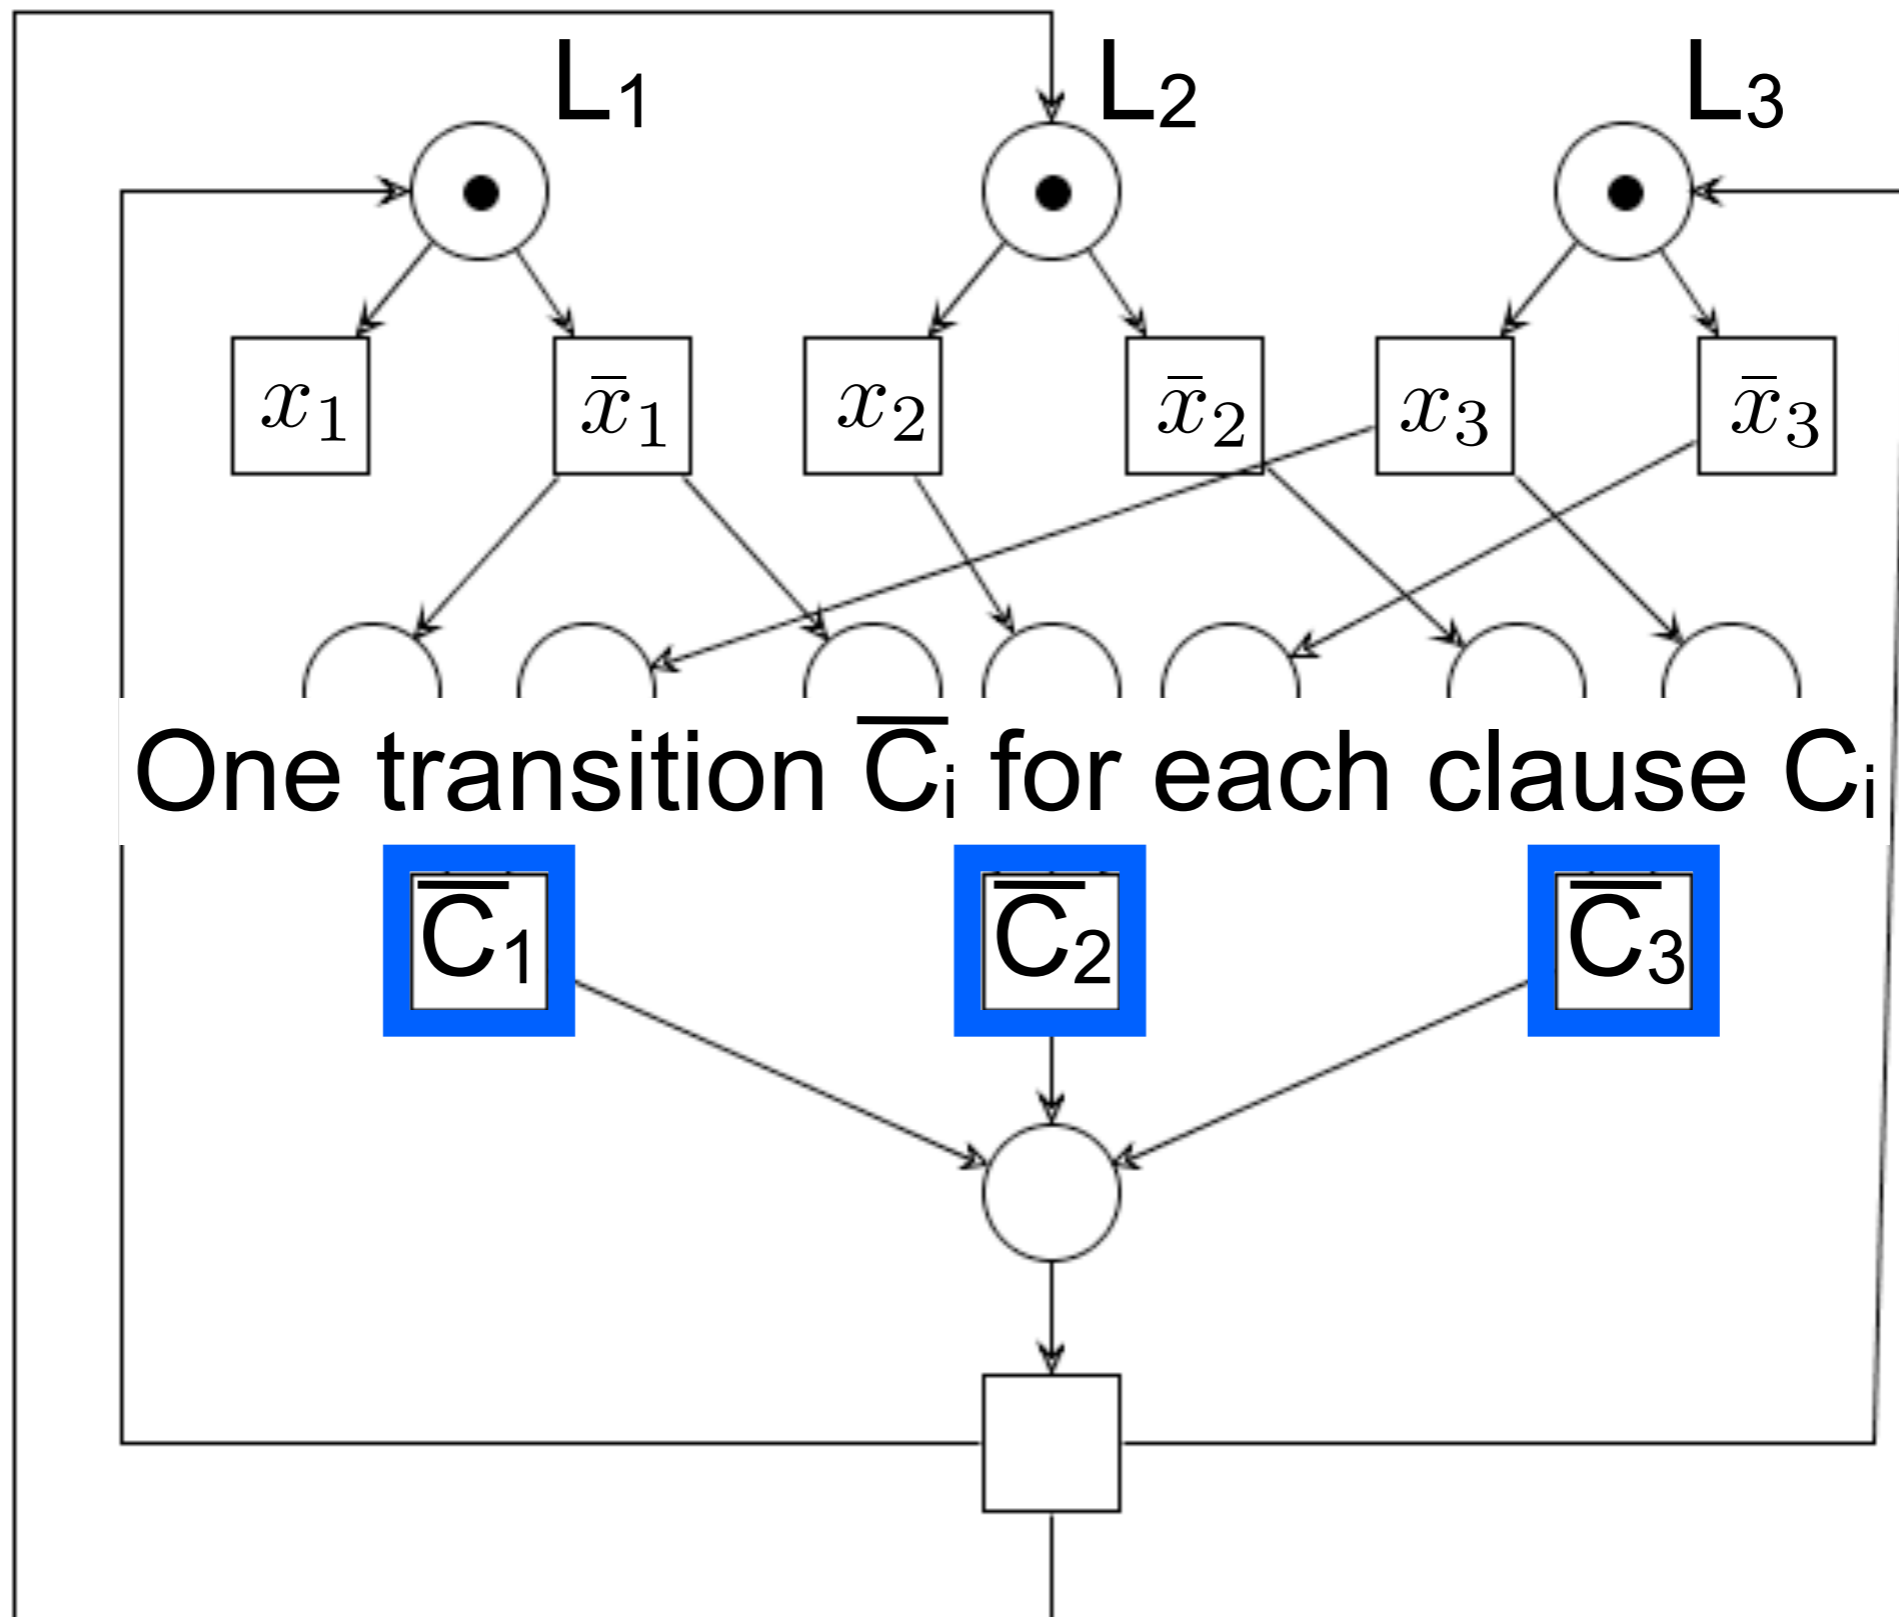 L₁ L₂ L₃
x₁ x̄₁ x₂ x̄₂ x₃ x̄₃
One transition C̅ᵢ for each clause Cᵢ
C̅₁ C̅₂ C̅₃